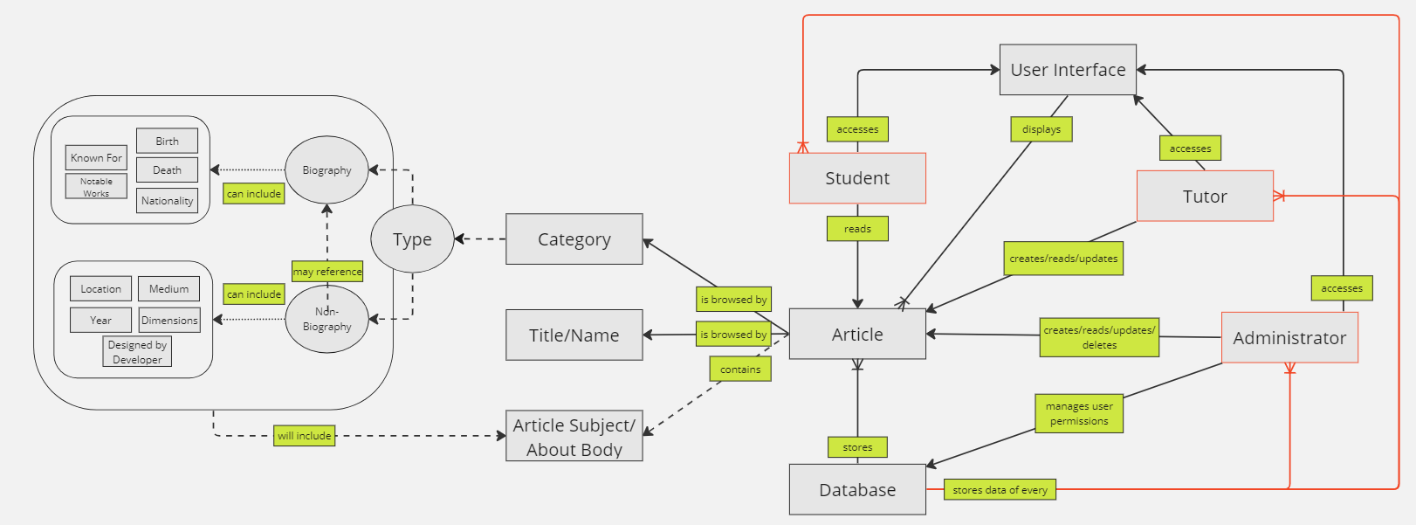 User Interface
accesses
displays
accesses
Student
Tutor
reads
creates/reads/updates
accesses
Known For
Notable
Works
Birth
Death
Nationality
can include
Biography
Type
Category
may reference
Location
Medium
Year
Dimensions
Designed by
Developer
can include
Non-
Biography
is browsed by
Title/Name
is browsed by
Article
creates/reads/updates/
deletes
Administrator
contains
manages user
permissions
will include
Article Subject/
About Body
stores
Database
stores data of every